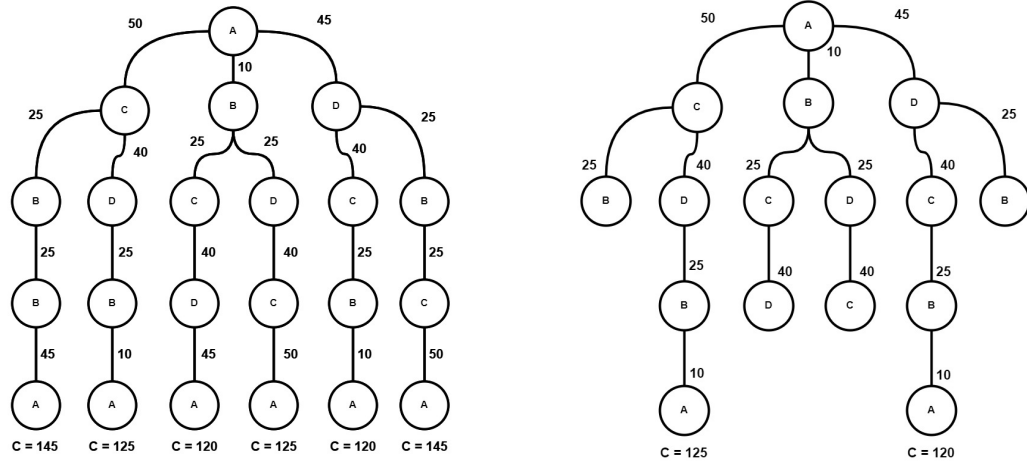 50 A 45 50 A 45
10 10
C B D C B D
25 40 25 25 40 25 25 40 25 25 40 25
B D C D C B B D C D C B
25 25 40 40 25 25 25 40 40 25
B B D C B C B D C B
45 10 45 50 10 50 10 10
A A A A A A A A
C = 145 C = 125 C = 120 C = 125 C = 120 C = 145 C = 125 C = 120